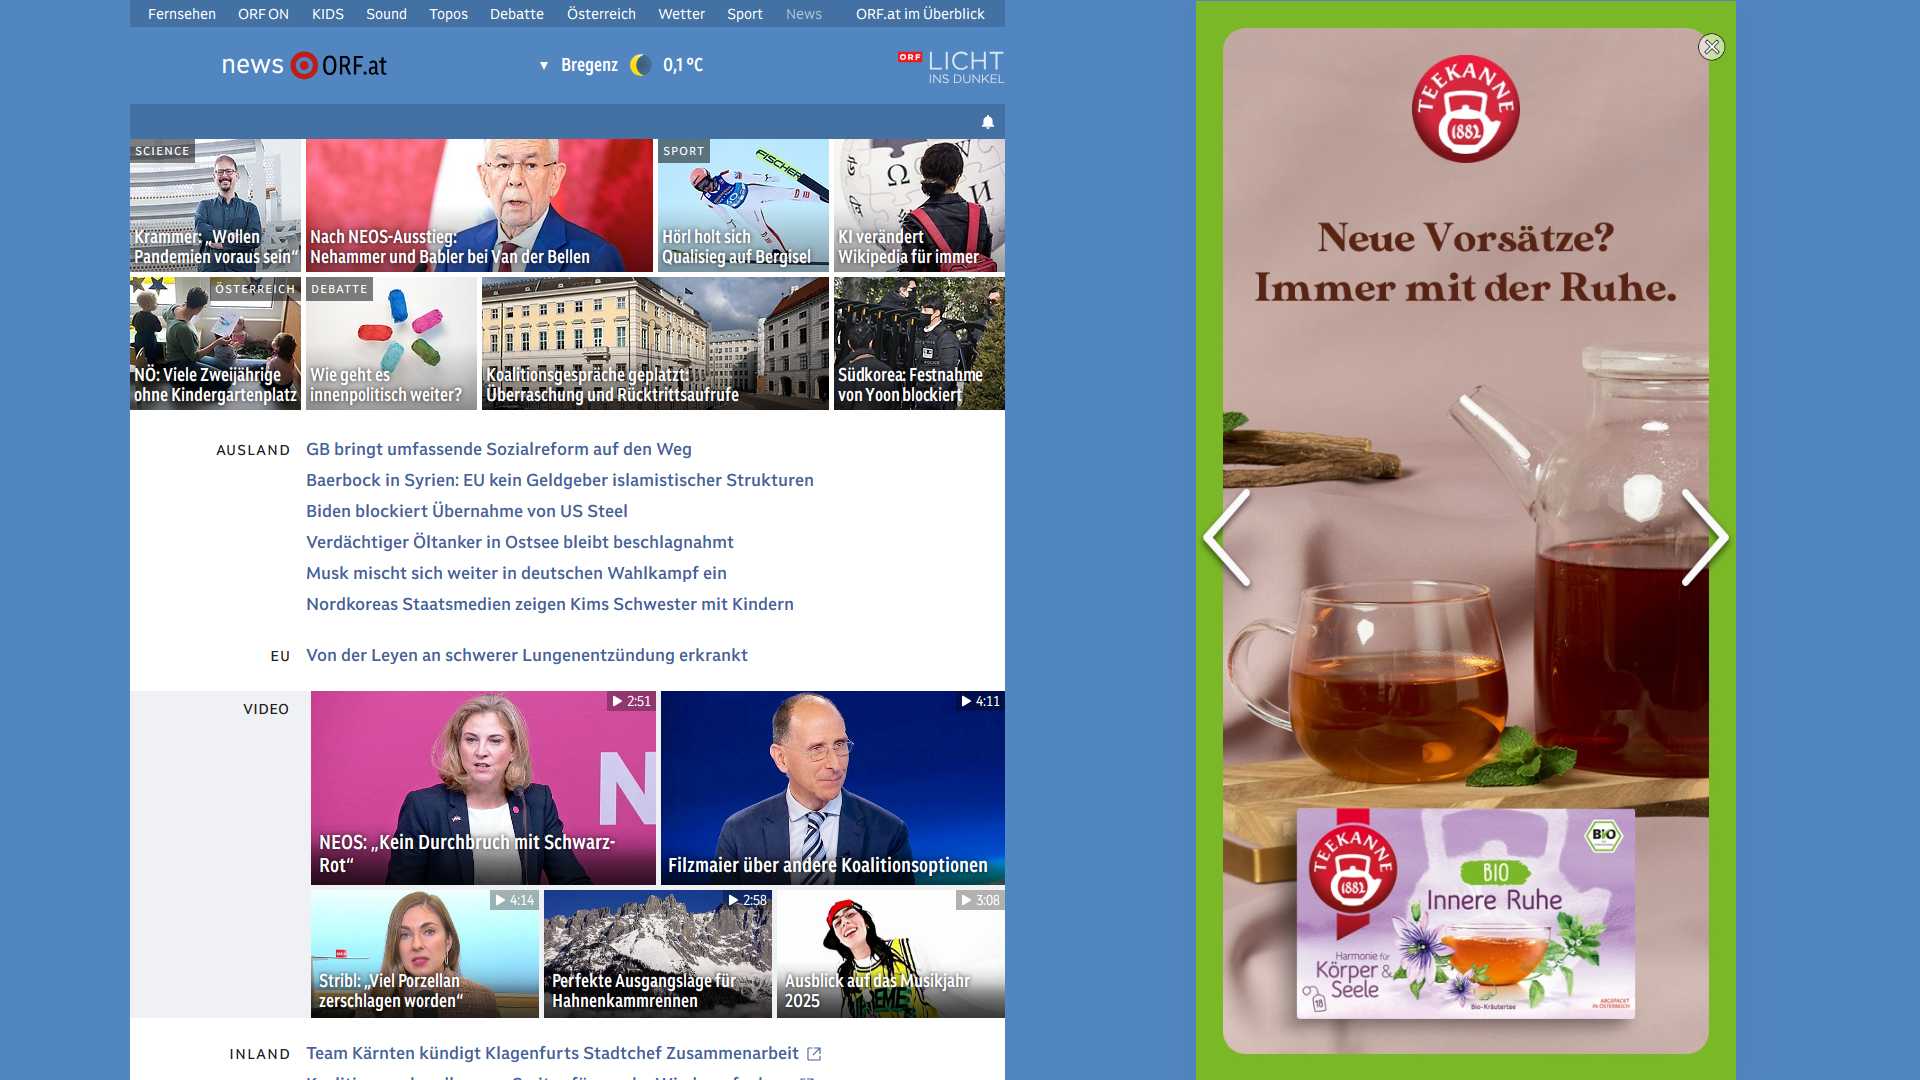 Fernsehen ORF ON KIDS Sound Topos Debatte Österreich Wetter Sport News ORF.at im Überblick
news ORF.at
▼ Bregenz 0,1 °C
ORF LICHT
INS DUNKEL
SCIENCE
Krammer: „Wollen
Pandemien voraus sein“
Nach NEOS-Ausstieg:
Nehammer und Babler bei Van der Bellen
SPORT
FISCHER
Hörl holt sich
Qualisieg auf Bergisel
Ω
И
KI verändert
Wikipedia für immer
ÖSTERREICH
NÖ: Viele Zweijährige
ohne Kindergartenplatz
DEBATTE
Wie geht es
innenpolitisch weiter?
Koalitionsgespräche geplatzt:
Überraschung und Rücktrittsaufrufe
Südkorea: Festnahme
von Yoon blockiert
AUSLAND
GB bringt umfassende Sozialreform auf den Weg
Baerbock in Syrien: EU kein Geldgeber islamistischer Strukturen
Biden blockiert Übernahme von US Steel
Verdächtiger Öltanker in Ostsee bleibt beschlagnahmt
Musk mischt sich weiter in deutschen Wahlkampf ein
Nordkoreas Staatsmedien zeigen Kims Schwester mit Kindern
EU
Von der Leyen an schwerer Lungenentzündung erkrankt
VIDEO
2:51
N
NEOS: „Kein Durchbruch mit Schwarz-
Rot“
4:11
Filzmaier über andere Koalitionsoptionen
4:14
Stribl: „Viel Porzellan
zerschlagen worden“
2:58
Perfekte Ausgangslage für
Hahnenkammrennen
3:08
Ausblick auf das Musikjahr
2025
INLAND
Team Kärnten kündigt Klagenfurts Stadtchef Zusammenarbeit
TEEKANNE
1882
Neue Vorsätze?
Immer mit der Ruhe.
TEEKANNE
1882
BIO
BIO
Innere Ruhe
Harmonie für
Körper &
Seele
18
Bio-Kräutertee
ABGEPACKT
IN ÖSTERREICH